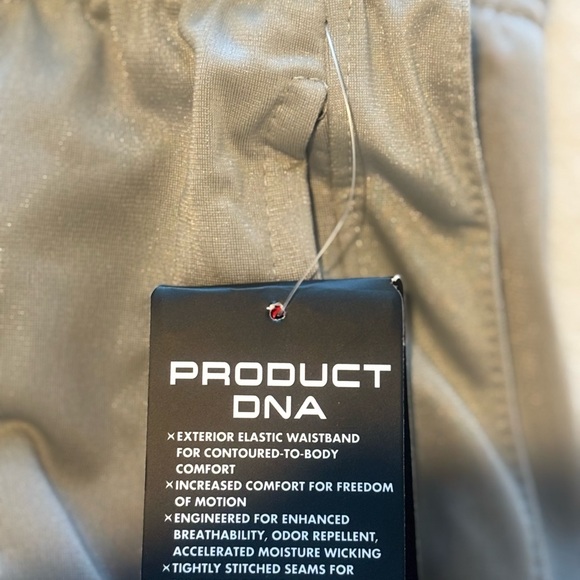 PRODUCT
DNA
×EXTERIOR ELASTIC WAISTBAND
FOR CONTOURED-TO-BODY
COMFORT
×INCREASED COMFORT FOR FREEDOM
OF MOTION
×ENGINEERED FOR ENHANCED
BREATHABILITY, ODOR REPELLENT,
ACCELERATED MOISTURE WICKING
×TIGHTLY STITCHED SEAMS FOR